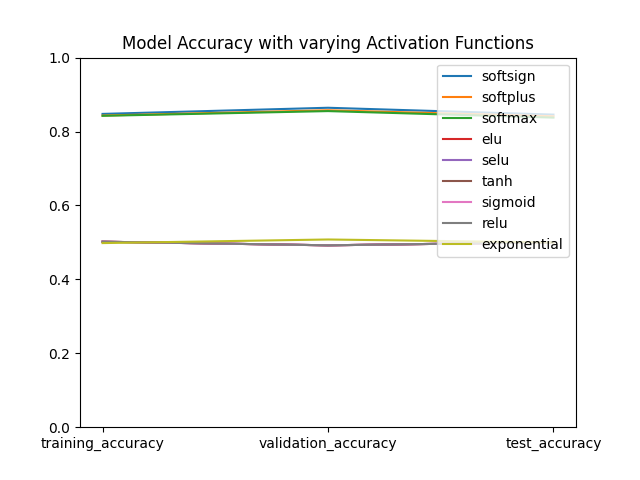 Model Accuracy with varying Activation Functions
1.0
0.8
0.6
0.4
0.2
0.0
softsign
softplus
softmax
elu
selu
tanh
sigmoid
relu
exponential
training_accuracy
validation_accuracy
test_accuracy